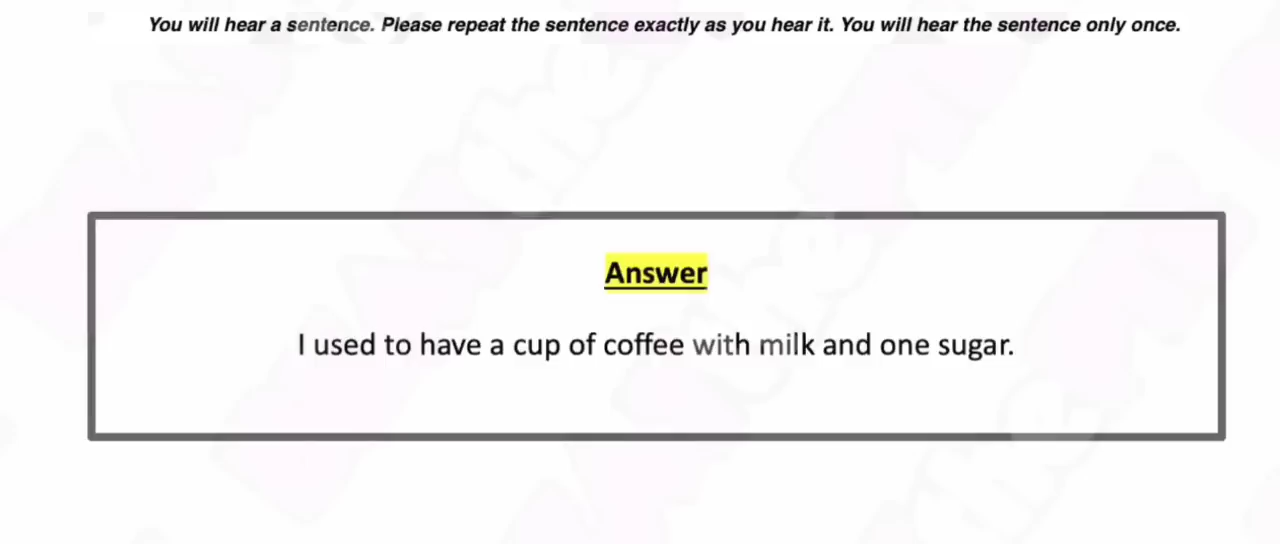 You will hear a sentence. Please repeat the sentence exactly as you hear it. You will hear the sentence only once.
Answer
I used to have a cup of coffee with milk and one sugar.